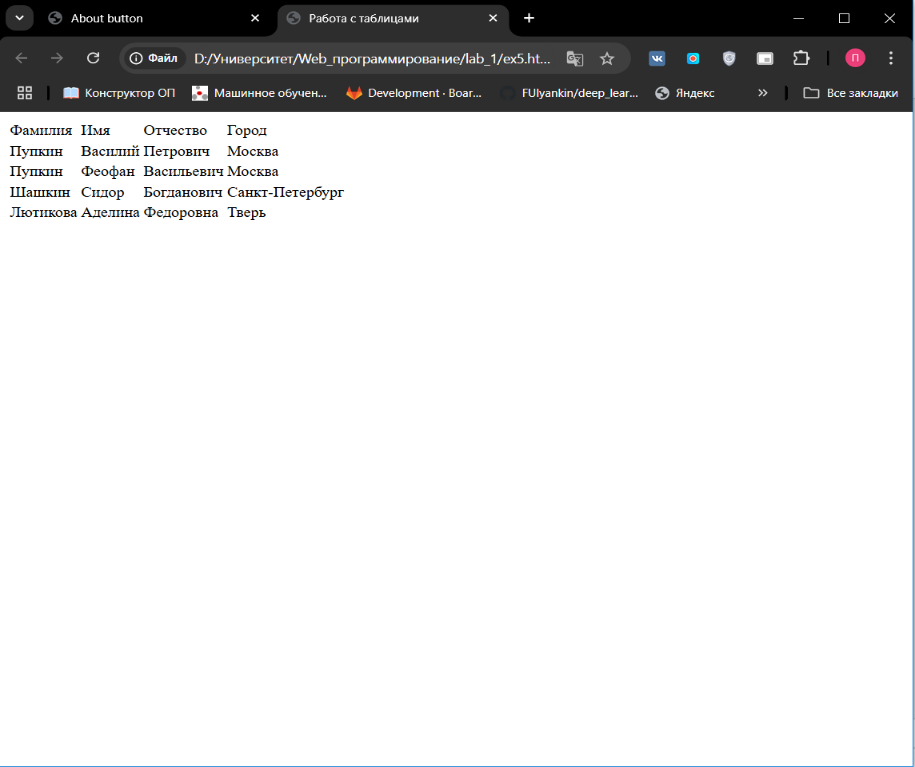 About button
Работа с таблицами
Файл D:/Университет/Web_программирование/lab_1/ex5.ht...
П
Конструктор ОП Машинное обучен... Development · Boar... FUlyankin/deep_lear... Яндекс » Все закладки
Фамилия Имя Отчество Город
Пупкин Василий Петрович Москва
Пупкин Феофан Васильевич Москва
Шашкин Сидор Богданович Санкт-Петербург
Лютикова Аделина Федоровна Тверь